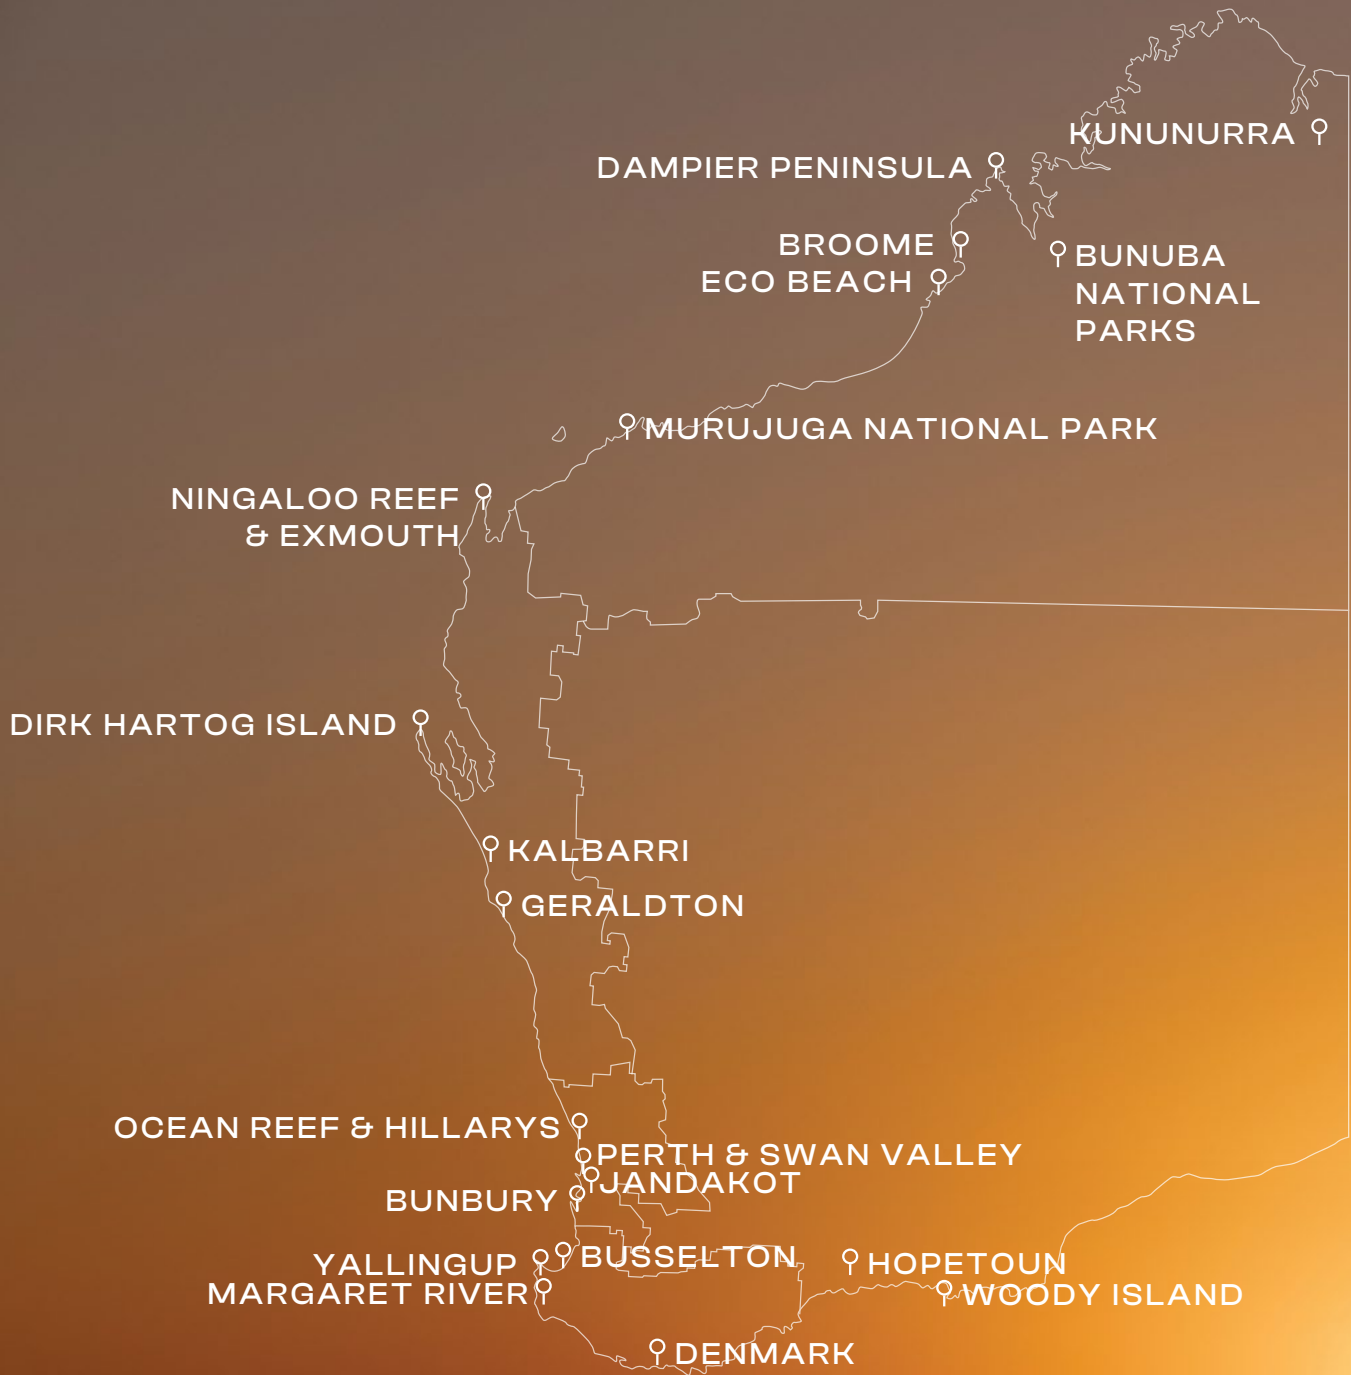 KUNUNURRA
DAMPIER PENINSULA
BROOME
BUNUBA
NATIONAL
PARKS
ECO BEACH
MURUJUGA NATIONAL PARK
NINGALOO REEF
& EXMOUTH
DIRK HARTOG ISLAND
KALBARRI
GERALDTON
OCEAN REEF & HILLARYS
PERTH & SWAN VALLEY
JANDAKOT
BUNBURY
BUSSELTON
YALLINGUP
HOPETOUN
MARGARET RIVER
WOODY ISLAND
DENMARK